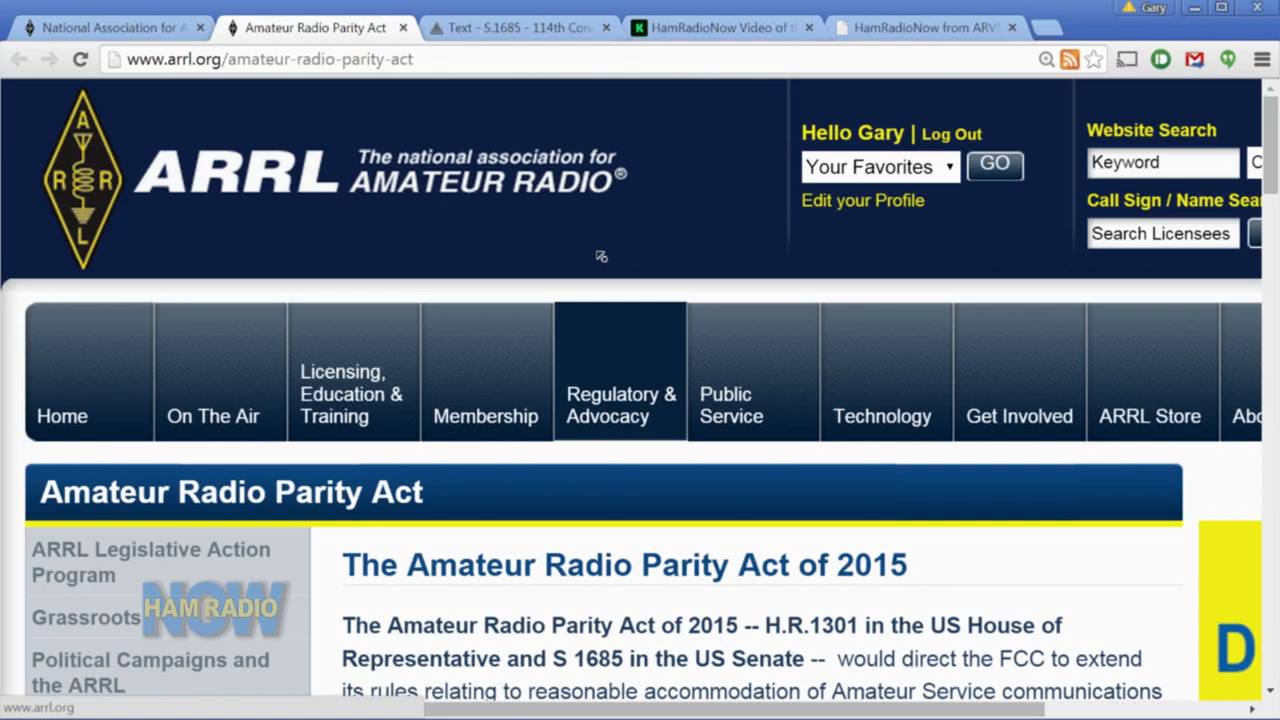 Gary
National Association for A
Amateur Radio Parity Act
Text - S.1685 - 114th Con
HamRadioNow Video of t
HamRadioNow from ARV
www.arrl.org/amateur-radio-parity-act
A
R R
L
ARRL The national association for
AMATEUR RADIO®
Hello Gary | Log Out
Your Favorites GO
Edit your Profile
Website Search
Keyword
Call Sign / Name Sear
Search Licensees
Home
On The Air
Licensing,
Education &
Training
Membership
Regulatory &
Advocacy
Public
Service
Technology
Get Involved
ARRL Store
Abo
Amateur Radio Parity Act
ARRL Legislative Action
Program
Grassroots
HAM RADIO
NOW
Political Campaigns and
the ARRL
The Amateur Radio Parity Act of 2015
The Amateur Radio Parity Act of 2015 -- H.R.1301 in the US House of
Representative and S 1685 in the US Senate -- would direct the FCC to extend
its rules relating to reasonable accommodation of Amateur Service communications
D
www.arrl.org